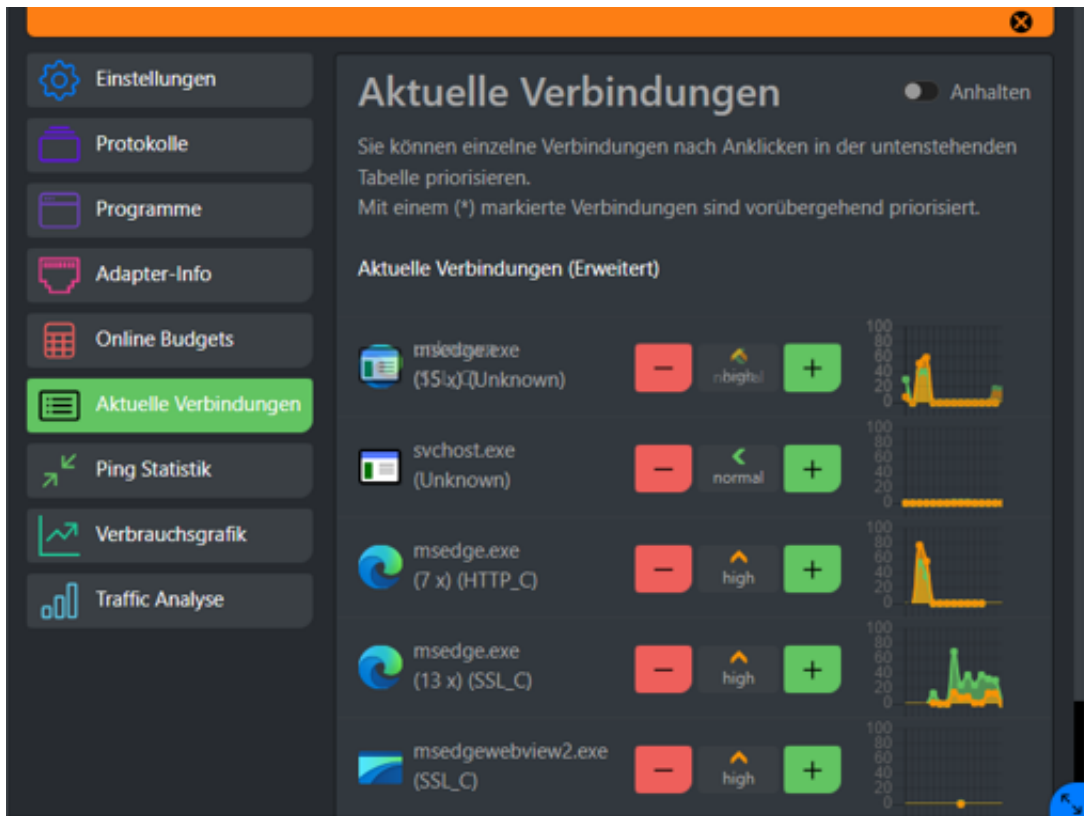 Einstellungen
Protokolle
Programme
Adapter-Info
Online Budgets
Aktuelle Verbindungen
Ping Statistik
Verbrauchsgrafik
Traffic Analyse
Aktuelle Verbindungen
Anhalten
Sie können einzelne Verbindungen nach Anklicken in der untenstehenden
Tabelle priorisieren.
Mit einem (*) markierte Verbindungen sind vorübergehend priorisiert.
Aktuelle Verbindungen (Erweitert)
(Unknown)
− +
100
80
60
40
20
0
svchost.exe
(Unknown)
− normal +
100
80
60
40
20
0
msedge.exe
(7 x) (HTTP_C)
− high +
100
80
60
40
20
0
msedge.exe
(13 x) (SSL_C)
− high +
100
80
60
40
20
0
msedgewebview2.exe
(SSL_C)
− high +
100
80
60
40
20
0